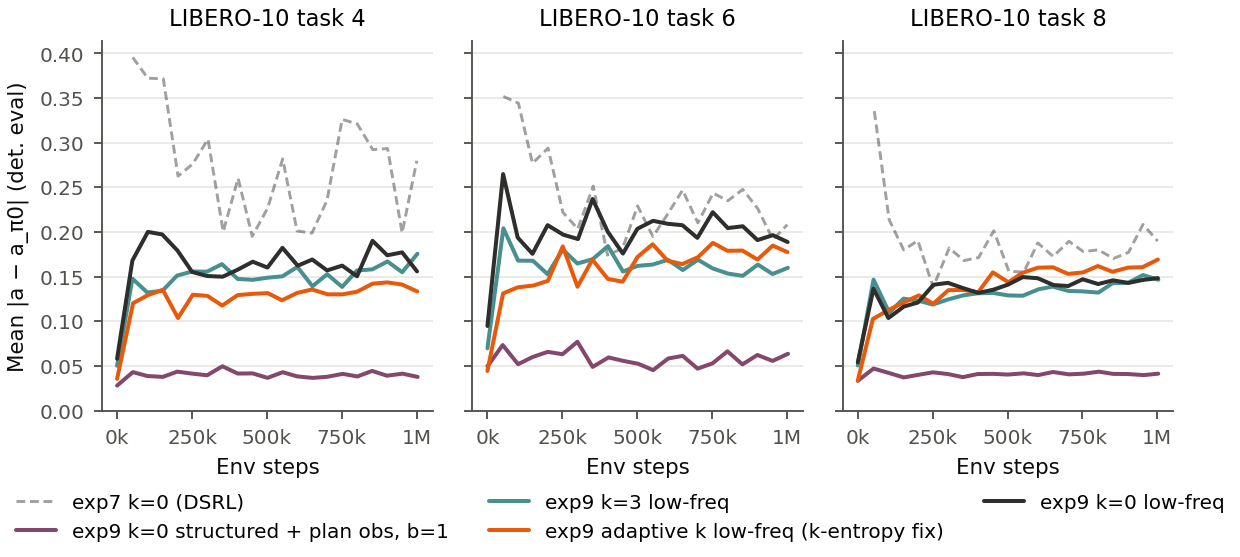 LIBERO-10 task 4
LIBERO-10 task 6
LIBERO-10 task 8
Mean |a − a_π0| (det. eval)
0.40
0.35
0.30
0.25
0.20
0.15
0.10
0.05
0.00
0k 250k 500k 750k 1M
0k 250k 500k 750k 1M
0k 250k 500k 750k 1M
Env steps
Env steps
Env steps
exp7 k=0 (DSRL)
exp9 k=3 low-freq
exp9 k=0 low-freq
exp9 k=0 structured + plan obs, b=1
exp9 adaptive k low-freq (k-entropy fix)